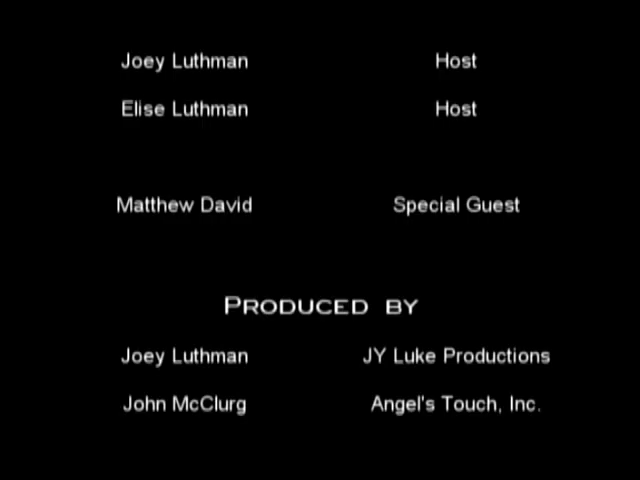 Joey Luthman Host
Elise Luthman Host
Matthew David Special Guest
PRODUCED BY
Joey Luthman JY Luke Productions
John McClurg Angel's Touch, Inc.